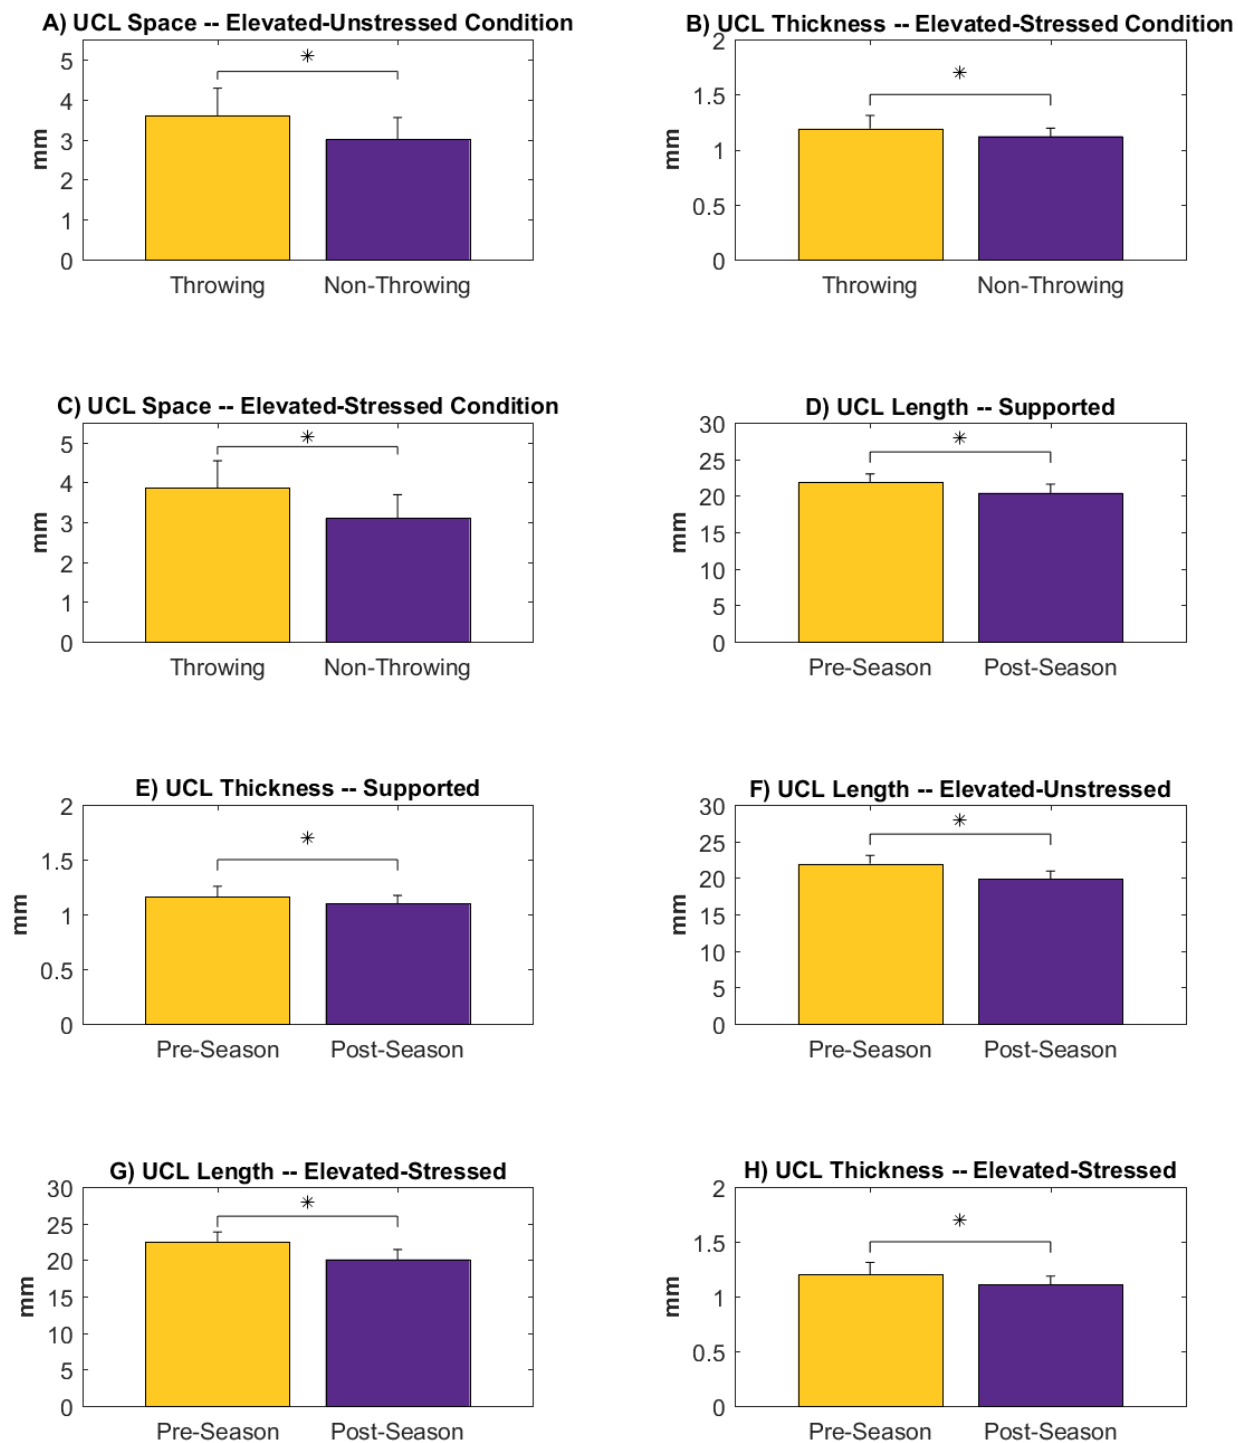 A) UCL Space -- Elevated-Unstressed Condition
5
4
3
2
1
0
mm
*
Throwing
Non-Throwing
B) UCL Thickness -- Elevated-Stressed Condition
2
1.5
1
0.5
0
mm
*
Throwing
Non-Throwing
C) UCL Space -- Elevated-Stressed Condition
5
4
3
2
1
0
mm
*
Throwing
Non-Throwing
D) UCL Length -- Supported
30
25
20
15
10
5
0
mm
*
Pre-Season
Post-Season
E) UCL Thickness -- Supported
2
1.5
1
0.5
0
mm
*
Pre-Season
Post-Season
F) UCL Length -- Elevated-Unstressed
30
25
20
15
10
5
0
mm
*
Pre-Season
Post-Season
G) UCL Length -- Elevated-Stressed
30
25
20
15
10
5
0
mm
*
Pre-Season
Post-Season
H) UCL Thickness -- Elevated-Stressed
2
1.5
1
0.5
0
mm
*
Pre-Season
Post-Season